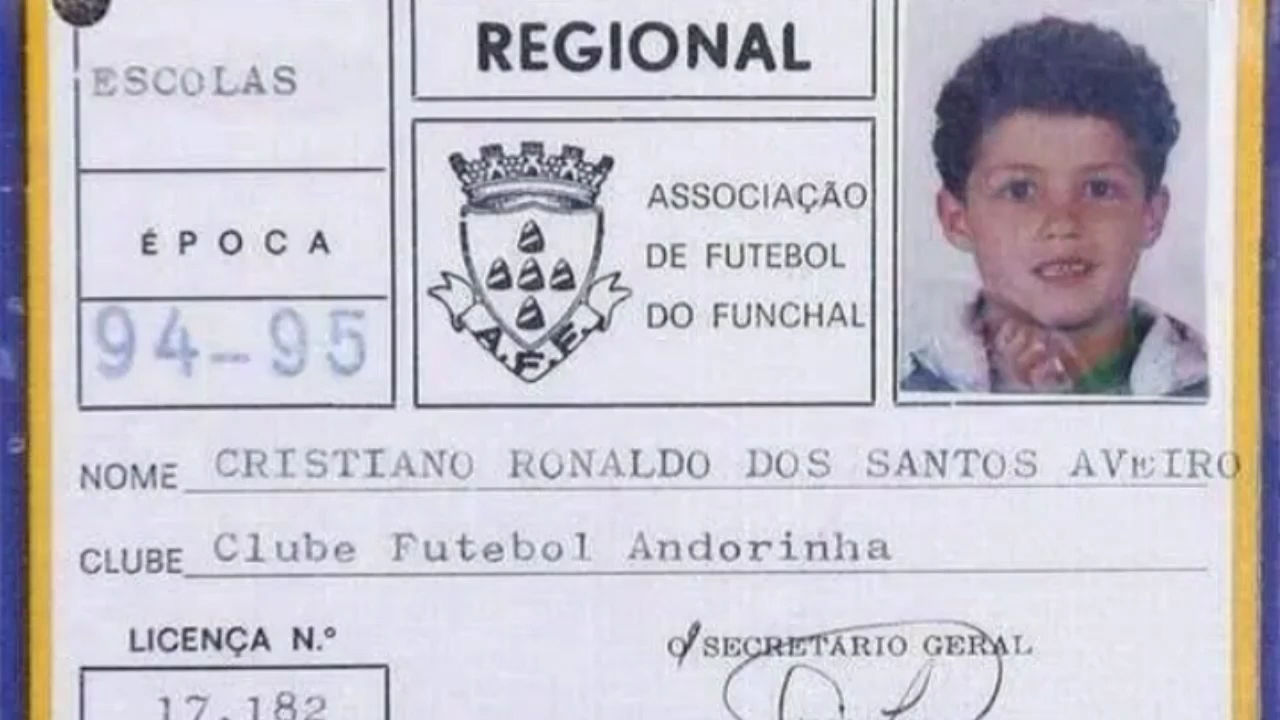 REGIONAL
ESCOLAS
ÉPOCA
94-95
ASSOCIAÇÃO
DE FUTEBOL
DO FUNCHAL
A.F.F.
NOME CRISTIANO RONALDO DOS SANTOS AVEIRO
CLUBE Clube Futebol Andorinha
LICENÇA N.º
17.182
O SECRETÁRIO GERAL